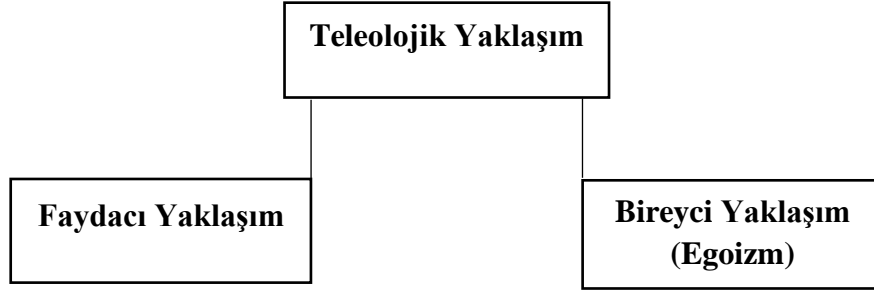 Teleolojik Yaklaşım
Faydacı Yaklaşım
Bireyci Yaklaşım
(Egoizm)